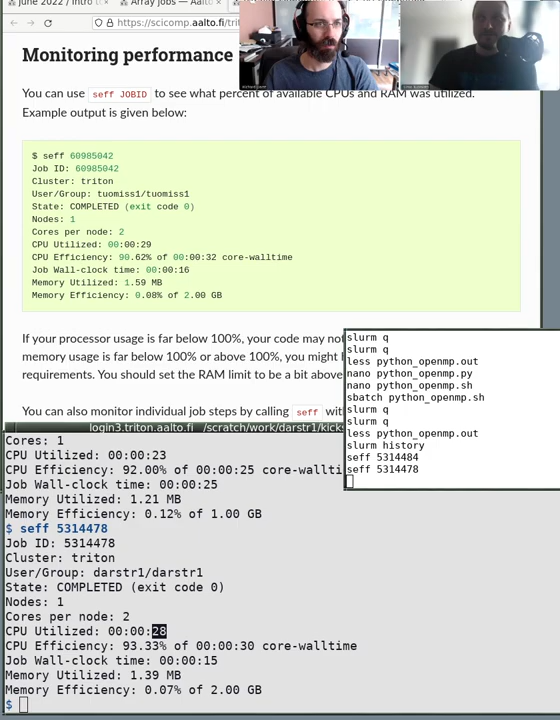 June 2022 / Intro t
Array jobs — Aalto
https://scicomp.aalto.fi/trit
Monitoring performance
You can use seff JOBID to see what percent of available CPUs and RAM was utilized.
Example output is given below:
$ seff 60985042
Job ID: 60985042
Cluster: triton
User/Group: tuomiss1/tuomiss1
State: COMPLETED (exit code 0)
Nodes: 1
Cores per node: 2
CPU Utilized: 00:00:29
CPU Efficiency: 90.62% of 00:00:32 core-walltime
Job Wall-clock time: 00:00:16
Memory Utilized: 1.59 MB
Memory Efficiency: 0.08% of 2.00 GB
If your processor usage is far below 100%, your code may not
memory usage is far below 100% or above 100%, you might h
requirements. You should set the RAM limit to be a bit above
You can also monitor individual job steps by calling seff wit
slurm q
slurm q
less python_openmp.out
nano python_openmp.py
nano python_openmp.sh
sbatch python_openmp.sh
slurm q
slurm q
less python_openmp.out
slurm history
seff 5314484
seff 5314478
login3.triton.aalto.fi /scratch/work/darstr1/kicks
Cores: 1
CPU Utilized: 00:00:23
CPU Efficiency: 92.00% of 00:00:25 core-wallti
Job Wall-clock time: 00:00:25
Memory Utilized: 1.21 MB
Memory Efficiency: 0.12% of 1.00 GB
$ seff 5314478
Job ID: 5314478
Cluster: triton
User/Group: darstr1/darstr1
State: COMPLETED (exit code 0)
Nodes: 1
Cores per node: 2
CPU Utilized: 00:00:28
CPU Efficiency: 93.33% of 00:00:30 core-walltime
Job Wall-clock time: 00:00:15
Memory Utilized: 1.39 MB
Memory Efficiency: 0.07% of 2.00 GB
$